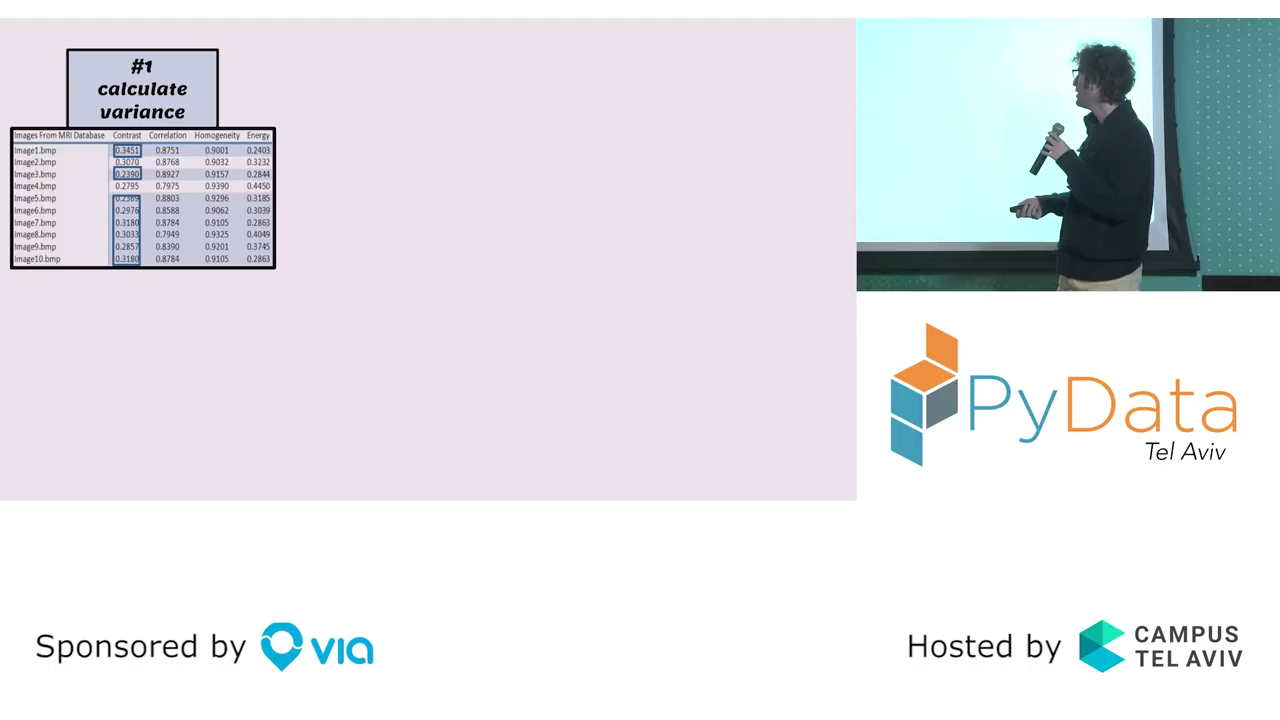 #1
calculate
variance
Images From MRI Database Contrast Correlation Homogeneity Energy
Image1.bmp 0.3451 0.8751 0.9001 0.2403
Image2.bmp 0.3070 0.8768 0.9032 0.3232
Image3.bmp 0.2390 0.8927 0.9157 0.2844
Image4.bmp 0.2795 0.7975 0.9390 0.4450
Image5.bmp 0.2369 0.8803 0.9296 0.3185
Image6.bmp 0.2976 0.8588 0.9062 0.3039
Image7.bmp 0.3180 0.8784 0.9105 0.2863
Image8.bmp 0.3033 0.7949 0.9325 0.4049
Image9.bmp 0.2857 0.8390 0.9201 0.3745
Image10.bmp 0.3180 0.8784 0.9105 0.2863
PyData
Tel Aviv
Sponsored by via
Hosted by CAMPUS
TEL AVIV